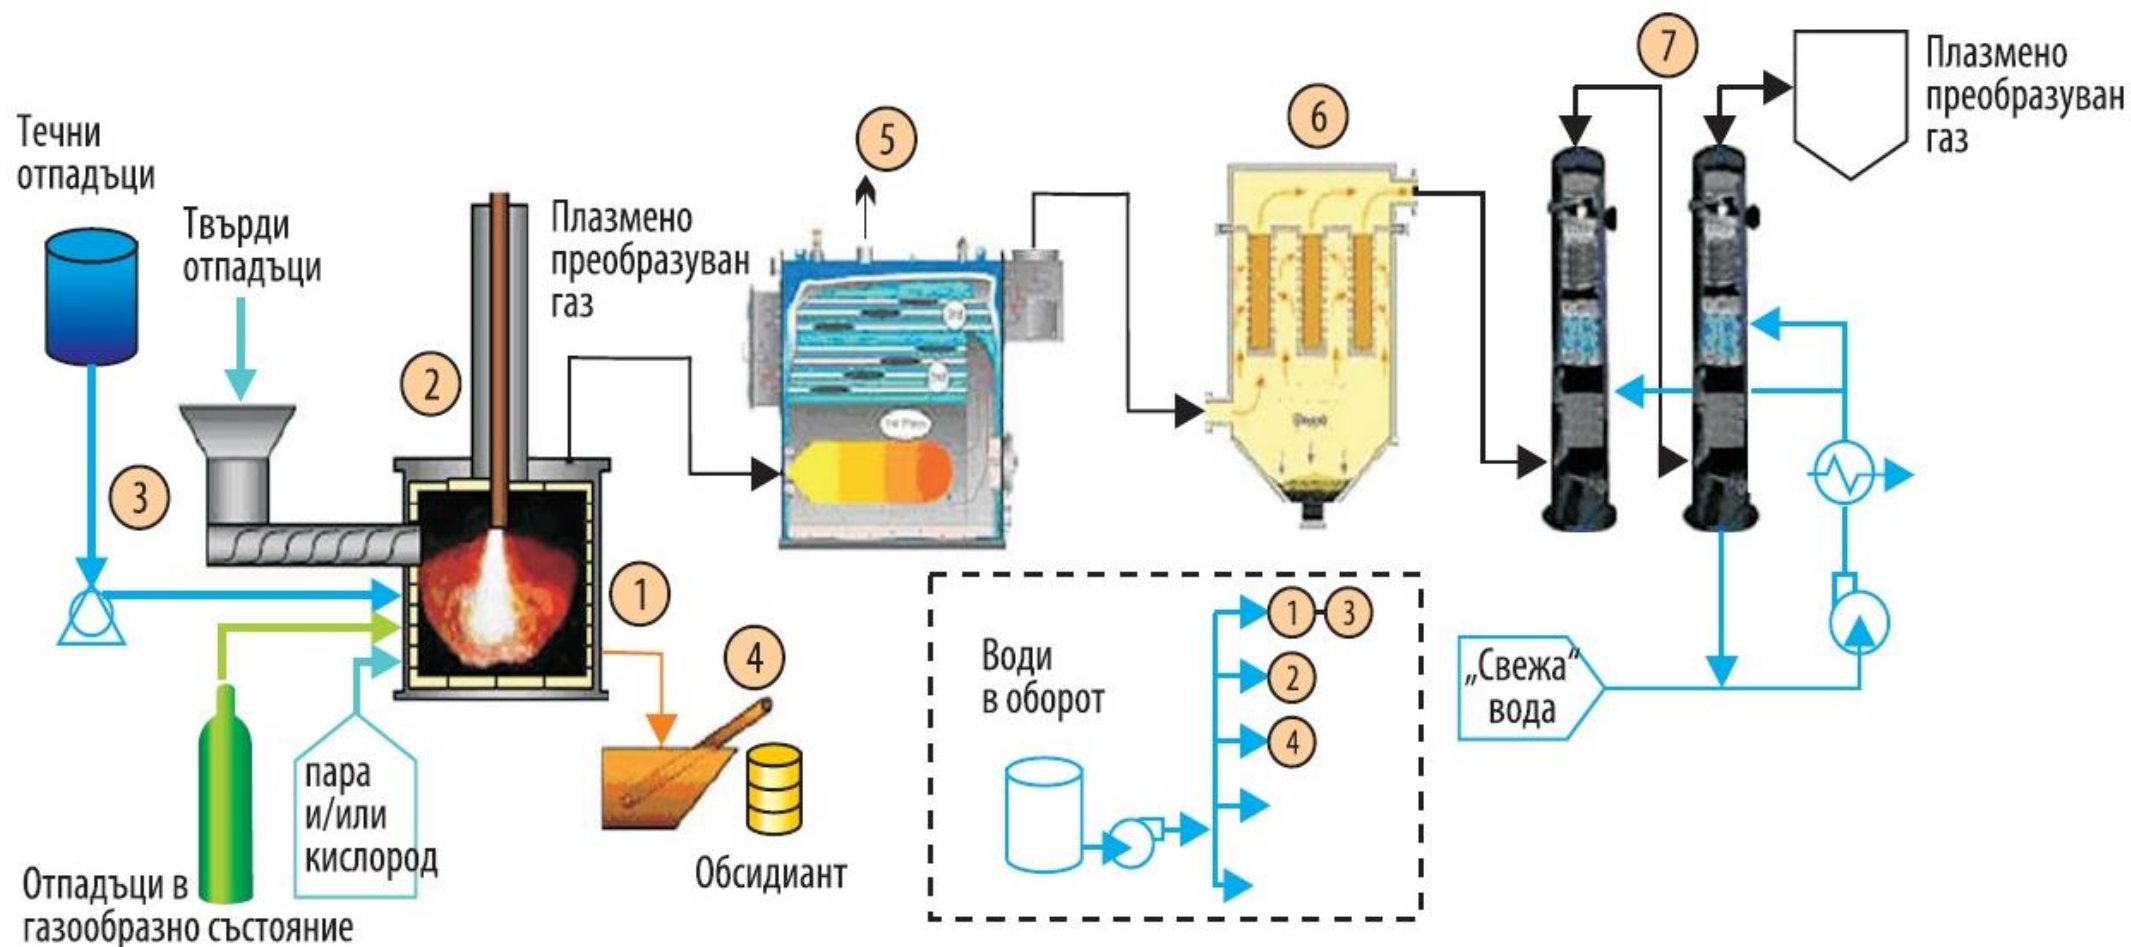 Течни
отпадъци
Твърди
отпадъци
Плазмено
преобразуван
газ
2
3
1
4
5
6
7
Плазмено
преобразуван
газ
Отпадъци в
газообразно състояние
пара
и/или
кислород
Обсидиант
Води
в оборот
1
3
2
4
„Свежа“
вода